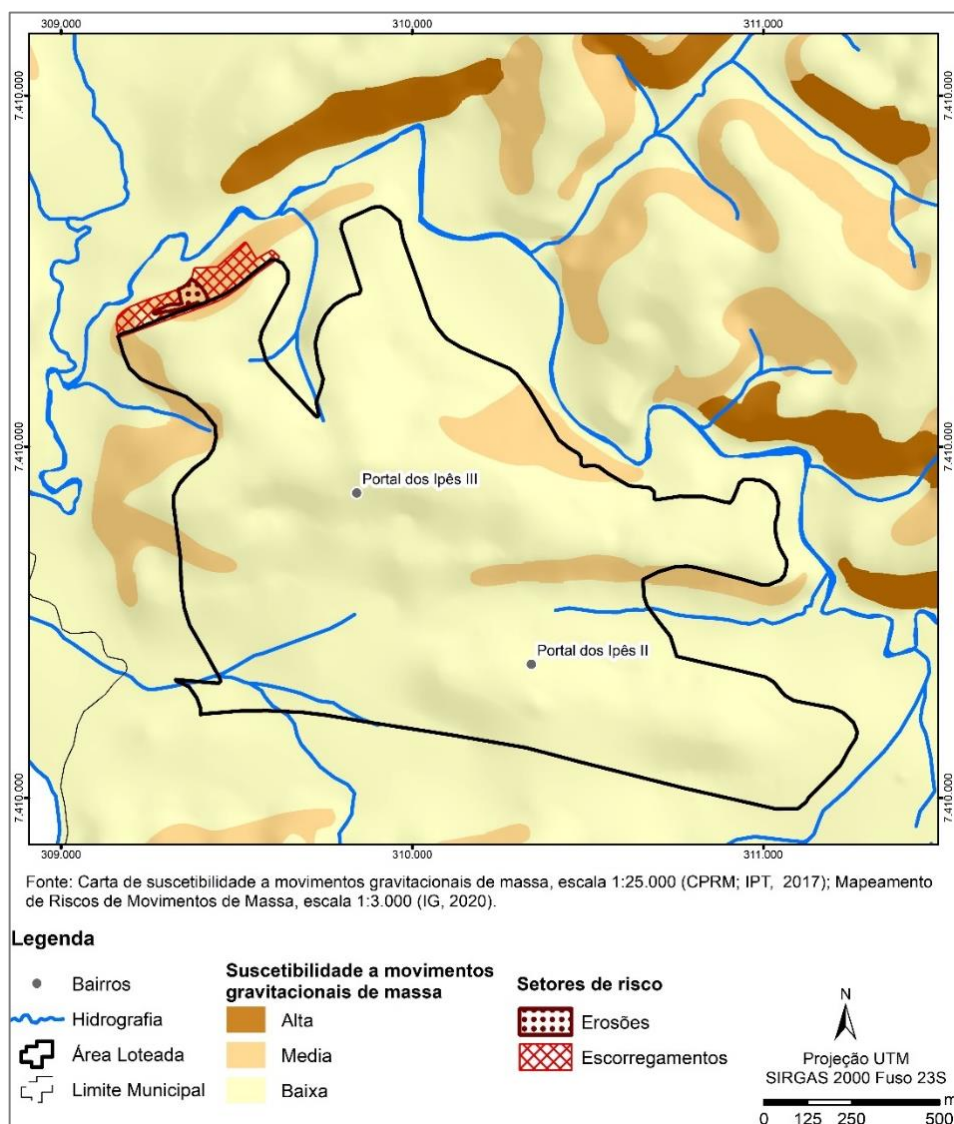 309.000 310.000 311.000
7.410.000 7.410.000
7.410.000 7.410.000
Portal dos Ipês III
Portal dos Ipês II
7.410.000 7.410.000
309.000 310.000 311.000
Fonte: Carta de suscetibilidade a movimentos gravitacionais de massa, escala 1:25.000 (CPRM; IPT, 2017); Mapeamento
de Riscos de Movimentos de Massa, escala 1:3.000 (IG, 2020).
Legenda
Bairros
Hidrografia
Área Loteada
Limite Municipal
Suscetibilidade a movimentos
gravitacionais de massa
Alta
Media
Baixa
Setores de risco
Erosões
Escorregamentos
N
Projeção UTM
SIRGAS 2000 Fuso 23S
m
0 125 250 500